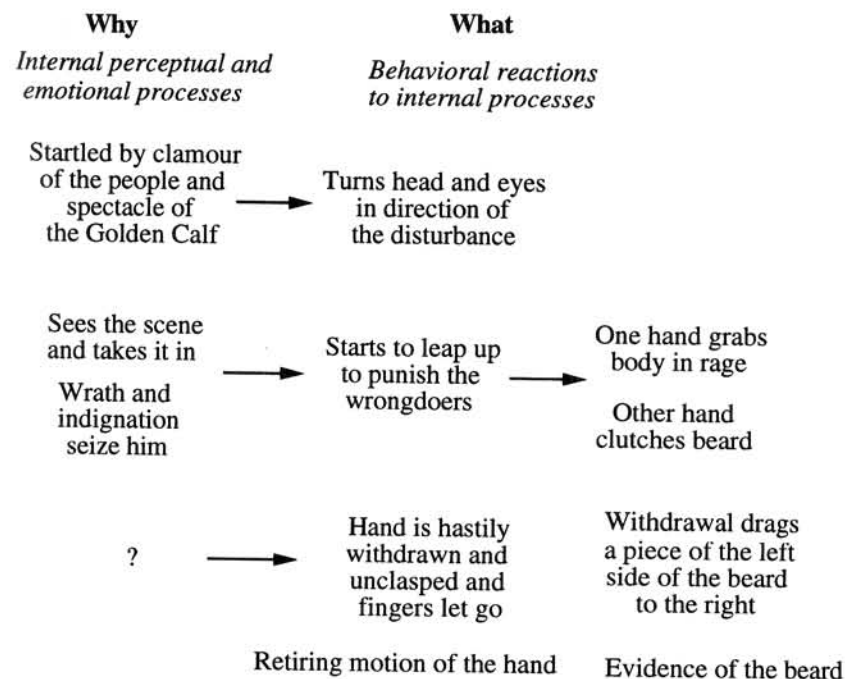 Why
What
Internal perceptual and
emotional processes
Behavioral reactions
to internal processes
Startled by clamour
of the people and
spectacle of
the Golden Calf
Turns head and eyes
in direction of
the disturbance
Sees the scene
and takes it in
Wrath and
indignation
seize him
Starts to leap up
to punish the
wrongdoers
One hand grabs
body in rage
Other hand
clutches beard
?
Hand is hastily
withdrawn and
unclasped and
fingers let go
Withdrawal drags
a piece of the left
side of the beard
to the right
Retiring motion of the hand
Evidence of the beard